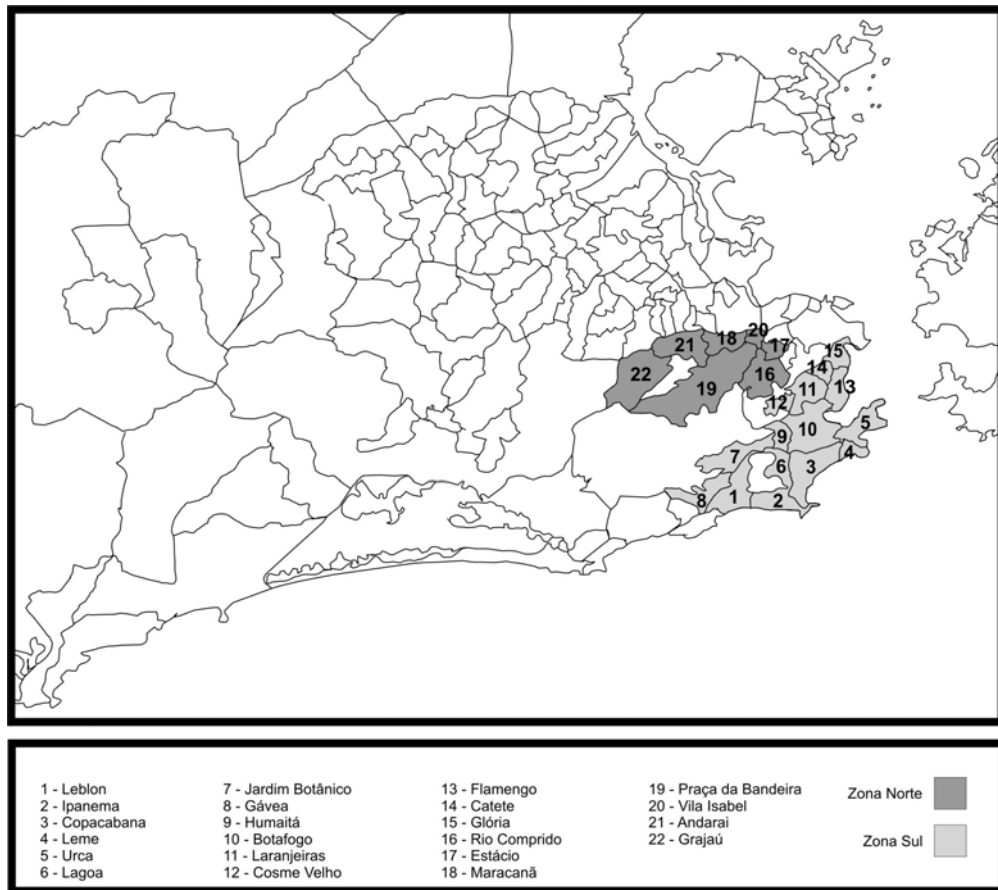 20
21
18
17
15
22
16
14
19
11
13
12
10
5
9
7
6
3
4
8
1
2
1 - Leblon
2 - Ipanema
3 - Copacabana
4 - Leme
5 - Urca
6 - Lagoa
7 - Jardim Botânico
8 - Gávea
9 - Humaitá
10 - Botafogo
11 - Laranjeiras
12 - Cosme Velho
13 - Flamengo
14 - Catete
15 - Glória
16 - Rio Comprido
17 - Estácio
18 - Maracanã
19 - Praça da Bandeira
20 - Vila Isabel
21 - Andarai
22 - Grajaú
Zona Norte
Zona Sul